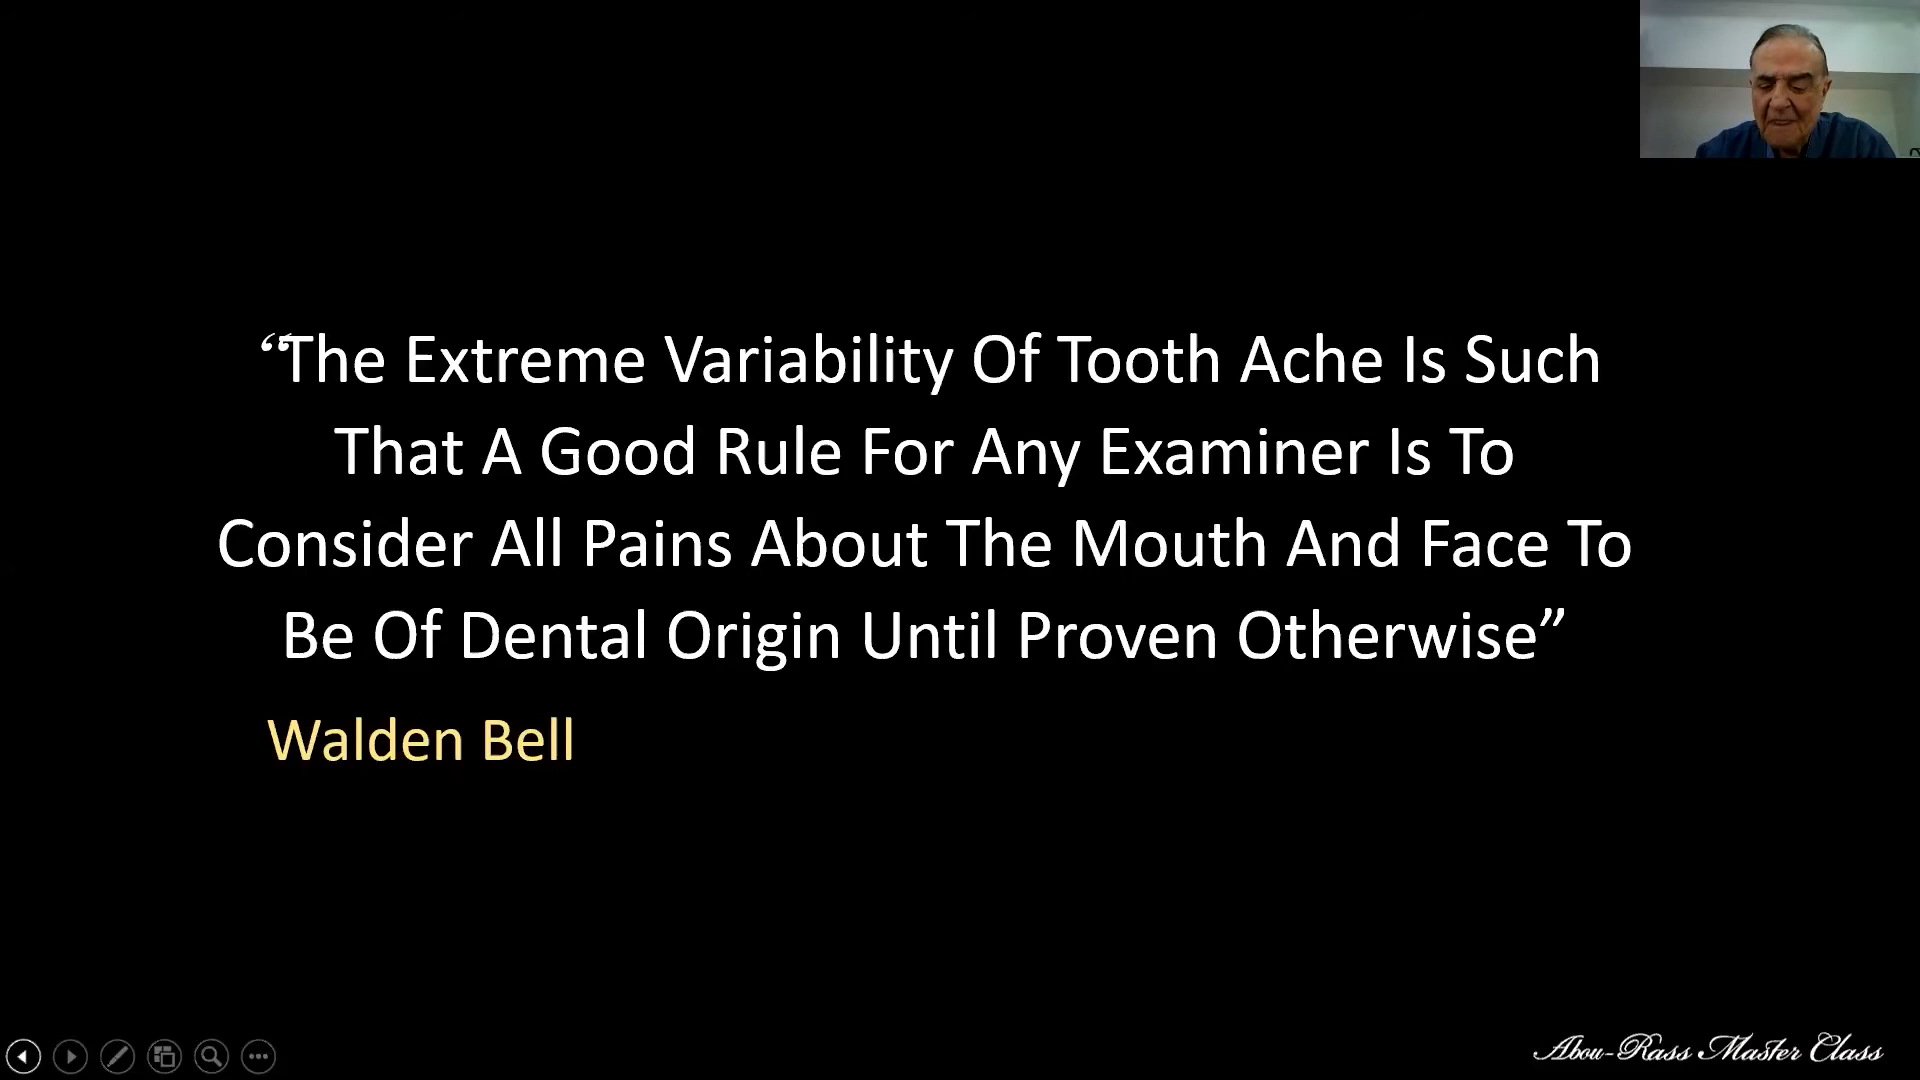 “The Extreme Variability Of Tooth Ache Is Such
That A Good Rule For Any Examiner Is To
Consider All Pains About The Mouth And Face To
Be Of Dental Origin Until Proven Otherwise”
Walden Bell
Abou-Rass Master Class